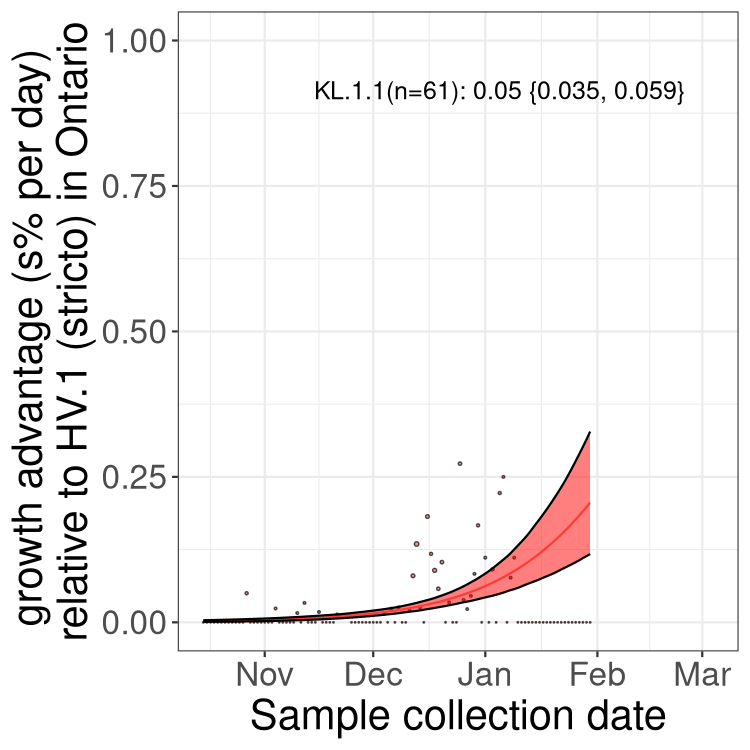 growth advantage (s% per day)
relative to HV.1 (stricto) in Ontario
1.00
0.75
0.50
0.25
0.00
KL.1.1(n=61): 0.05 {0.035, 0.059}
Nov Dec Jan Feb Mar
Sample collection date